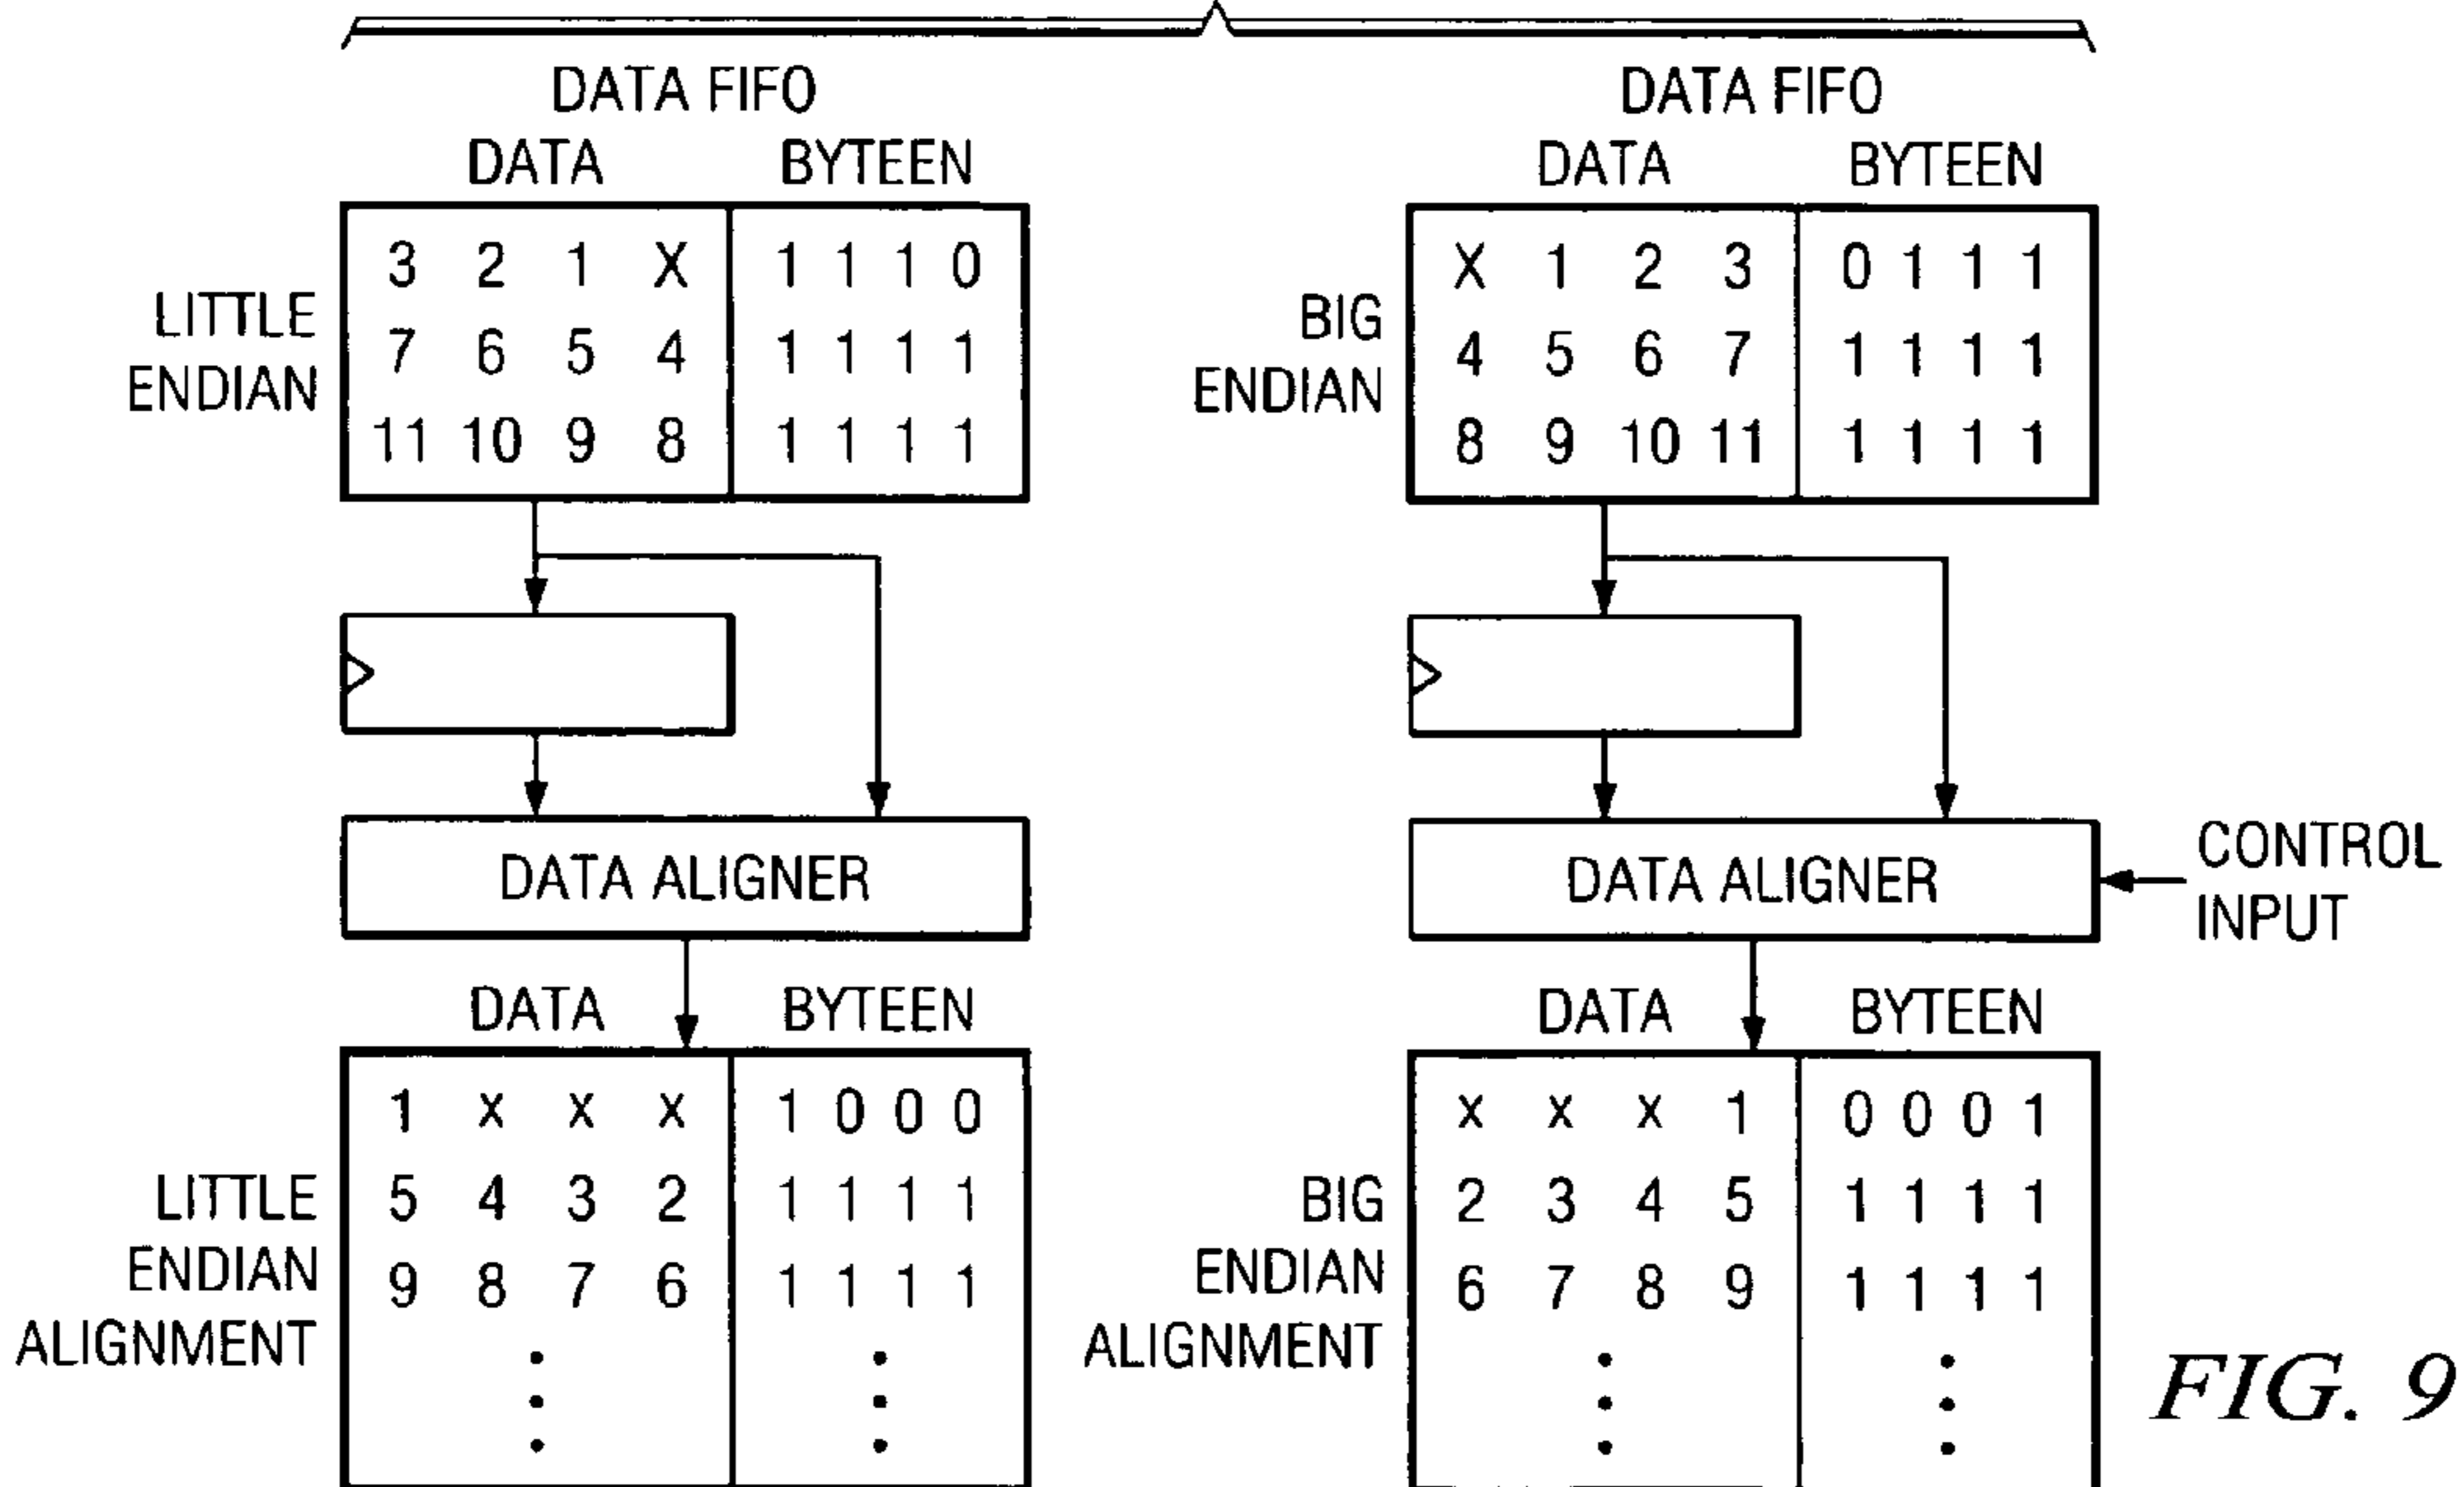 DATA FIFO
DATA BYTEEN
LITTLE
ENDIAN
3 2 1 X 1 1 1 0
7 6 5 4 1 1 1 1
11 10 9 8 1 1 1 1
DATA ALIGNER
DATA BYTEEN
LITTLE
ENDIAN
ALIGNMENT
1 x x x 1 0 0 0
5 4 3 2 1 1 1 1
9 8 7 6 1 1 1 1
DATA FIFO
DATA BYTEEN
BIG
ENDIAN
X 1 2 3 0 1 1 1
4 5 6 7 1 1 1 1
8 9 10 11 1 1 1 1
DATA ALIGNER
CONTROL
INPUT
DATA BYTEEN
BIG
ENDIAN
ALIGNMENT
x x x 1 0 0 0 1
2 3 4 5 1 1 1 1
6 7 8 9 1 1 1 1
FIG. 9